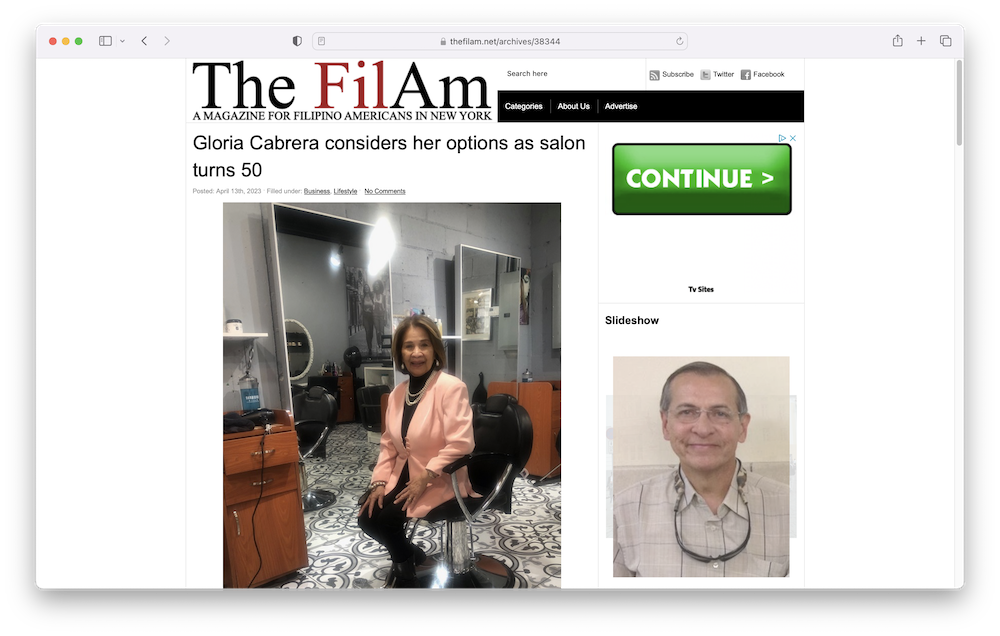 thefilam.net/archives/38344
The FilAm
A MAGAZINE FOR FILIPINO AMERICANS IN NEW YORK
Search here
Subscribe Twitter Facebook
Categories About Us Advertise
Gloria Cabrera considers her options as salon
turns 50
Posted: April 13th, 2023 · Filed under: Business, Lifestyle · No Comments
CONTINUE >
Tv Sites
Slideshow